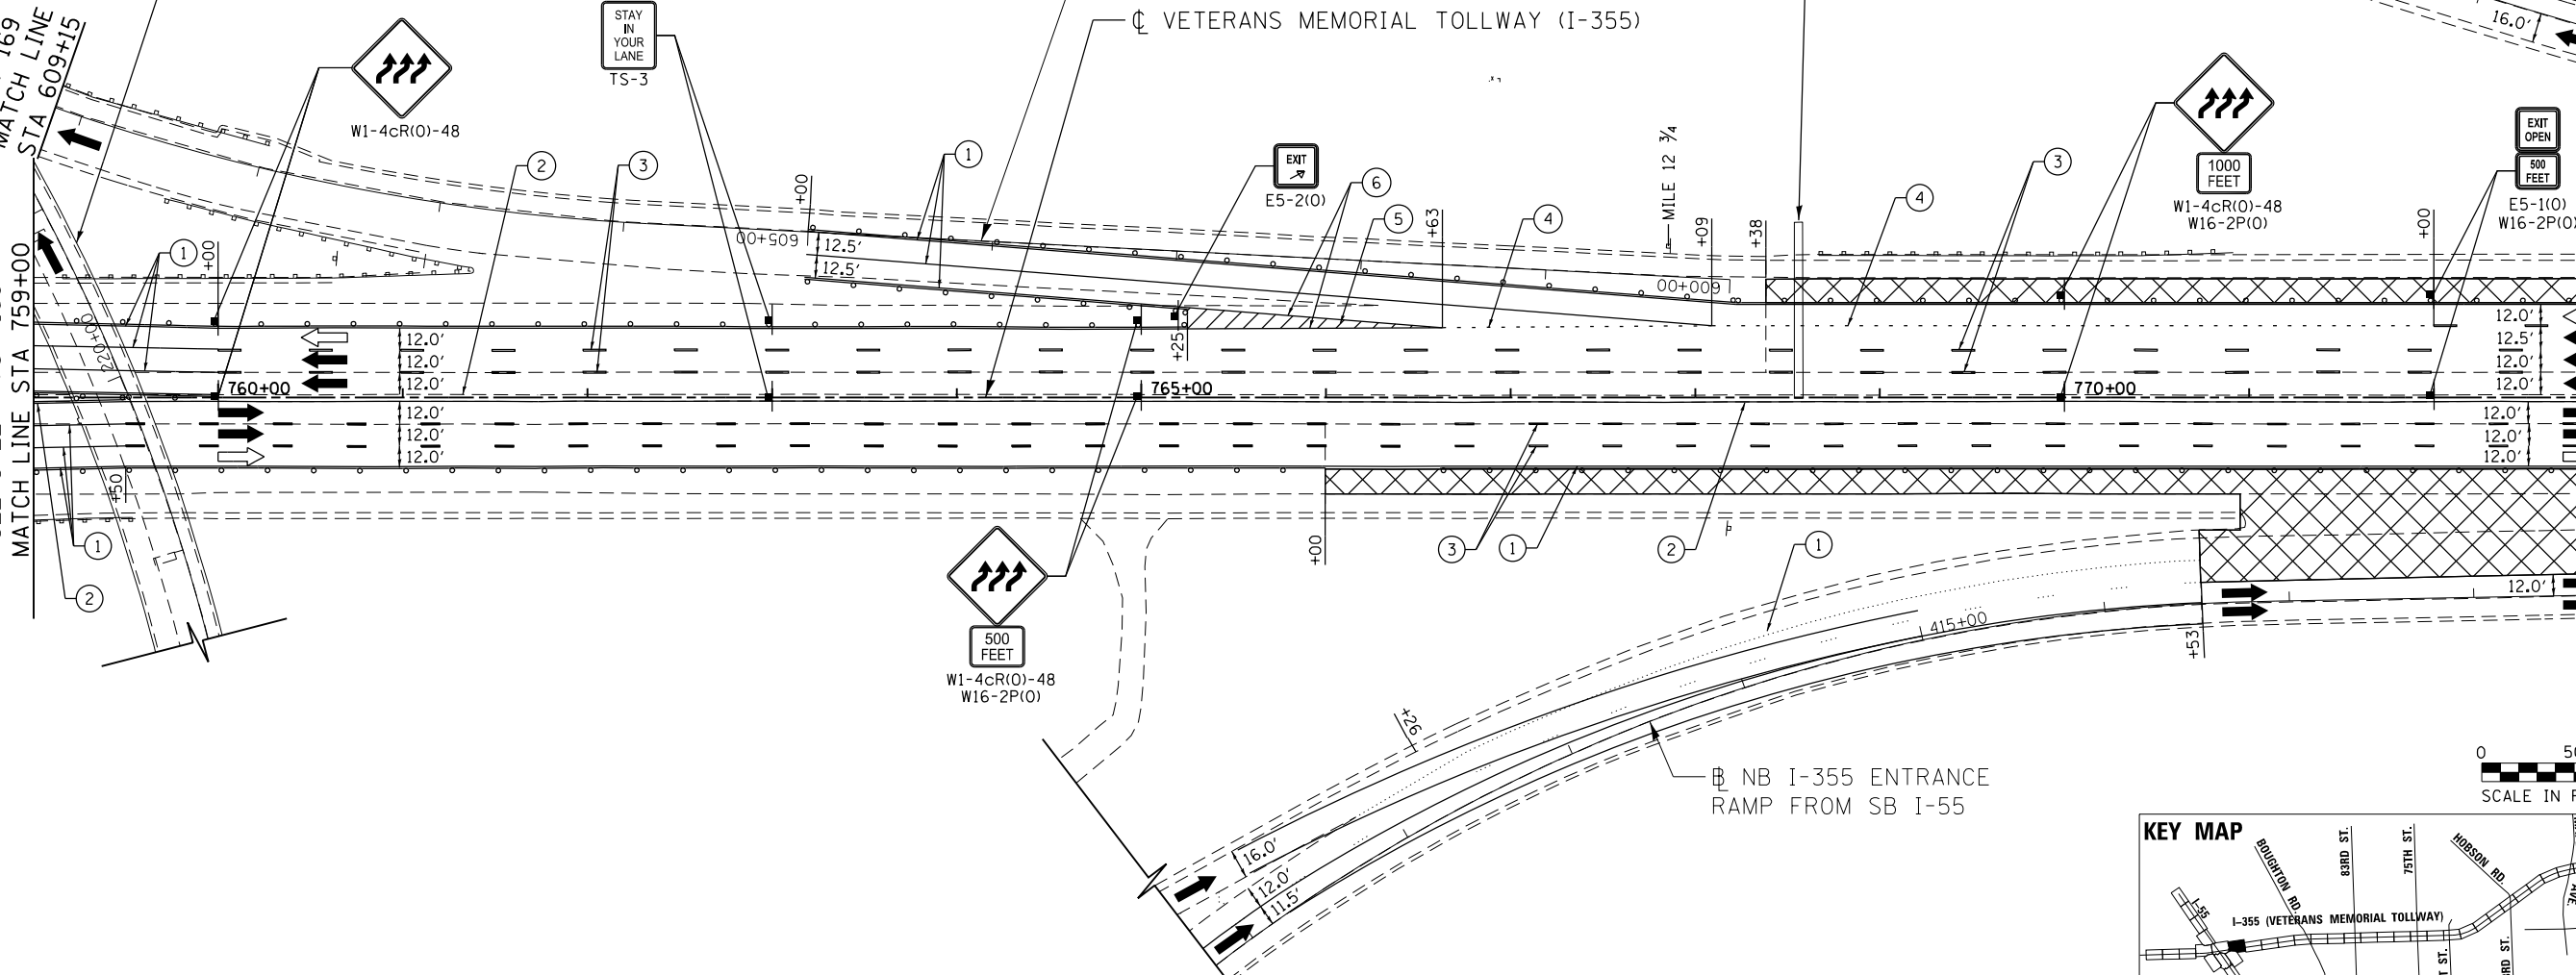 169
MATCH LINE
STA 609+15
MATCH LINE STA 759+00
W1-4cR(O)-48
STAY
IN
YOUR
LANE
TS-3
℄ VETERANS MEMORIAL TOLLWAY (I-355)
16.0'
EXIT
E5-2(O)
MILE 12 ¾
1000
FEET
W1-4cR(O)-48
W16-2P(O)
EXIT
OPEN
500
FEET
E5-1(O)
W16-2P(O)
1
2
3
1
6
5
4
4
3
+00
+00
+63
+09
+38
+00
605+00
600+00
12.5'
12.5'
+25
220+00
12.0'
12.0'
12.0'
12.0'
12.5'
12.0'
12.0'
760+00
765+00
770+00
12.0'
12.0'
12.0'
12.0'
12.0'
12.0'
+50
1
2
+00
3
1
2
1
500
FEET
W1-4cR(O)-48
W16-2P(O)
12.0'
415+00
+53
+26
16.0'
12.0'
11.5'
NB I-355 ENTRANCE
RAMP FROM SB I-55
0
SCALE IN
KEY MAP
BOUGHTON RD.
83RD ST.
75TH ST.
HOBSON RD.
I-55
I-355 (VETERANS MEMORIAL TOLLWAY)